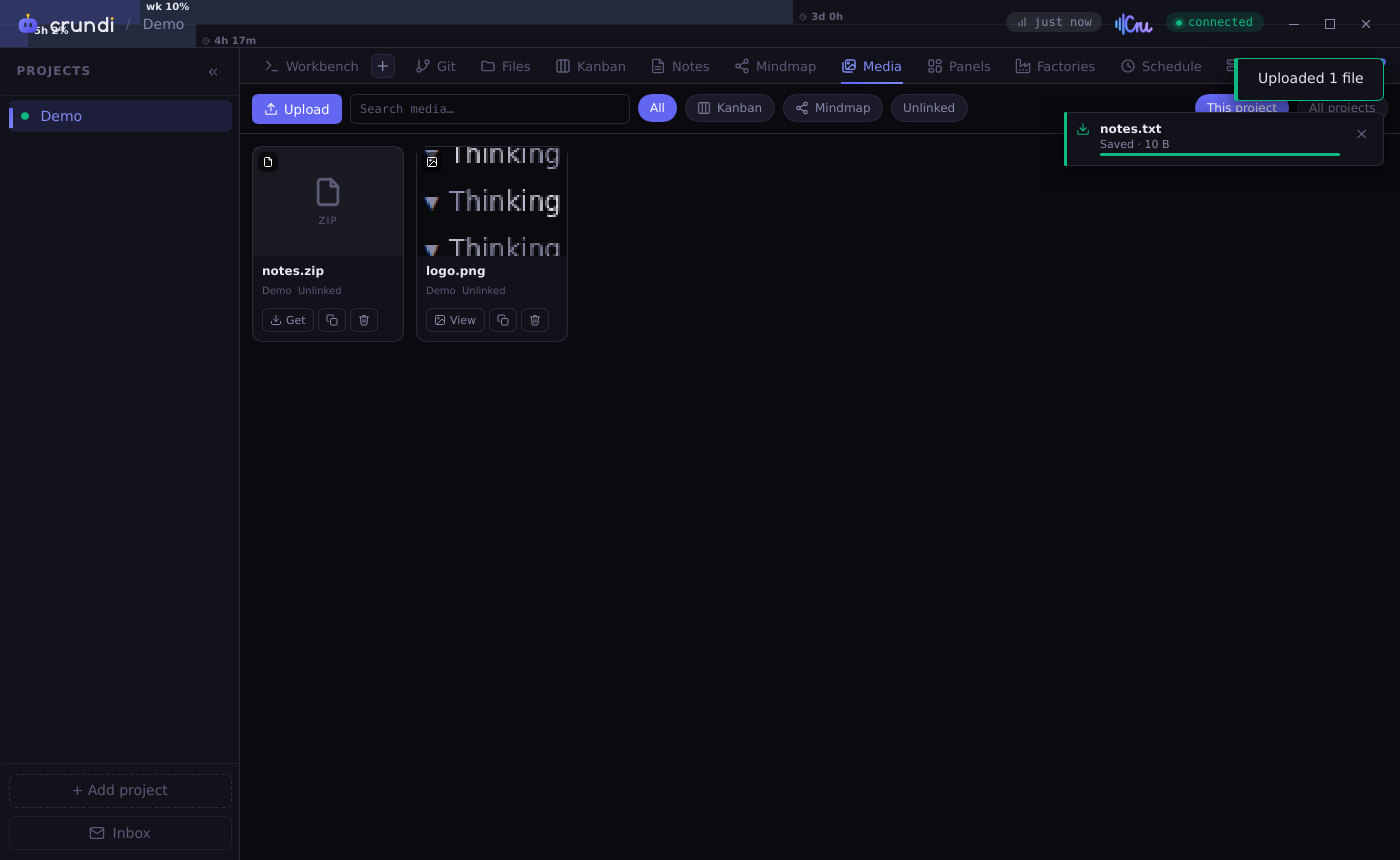 wk 10%
crundi / Demo
5h 2%
3d 0h
4h 17m
just now
Cru
connected
PROJECTS
Workbench
Git
Files
Kanban
Notes
Mindmap
Media
Panels
Factories
Schedule
Uploaded 1 file
Demo
Upload
Search media…
All
Kanban
Mindmap
Unlinked
This project
All projects
notes.txt
Saved · 10 B
ZIP
Thinking
Thinking
Thinking
notes.zip
Demo Unlinked
Get
logo.png
Demo Unlinked
View
+ Add project
Inbox